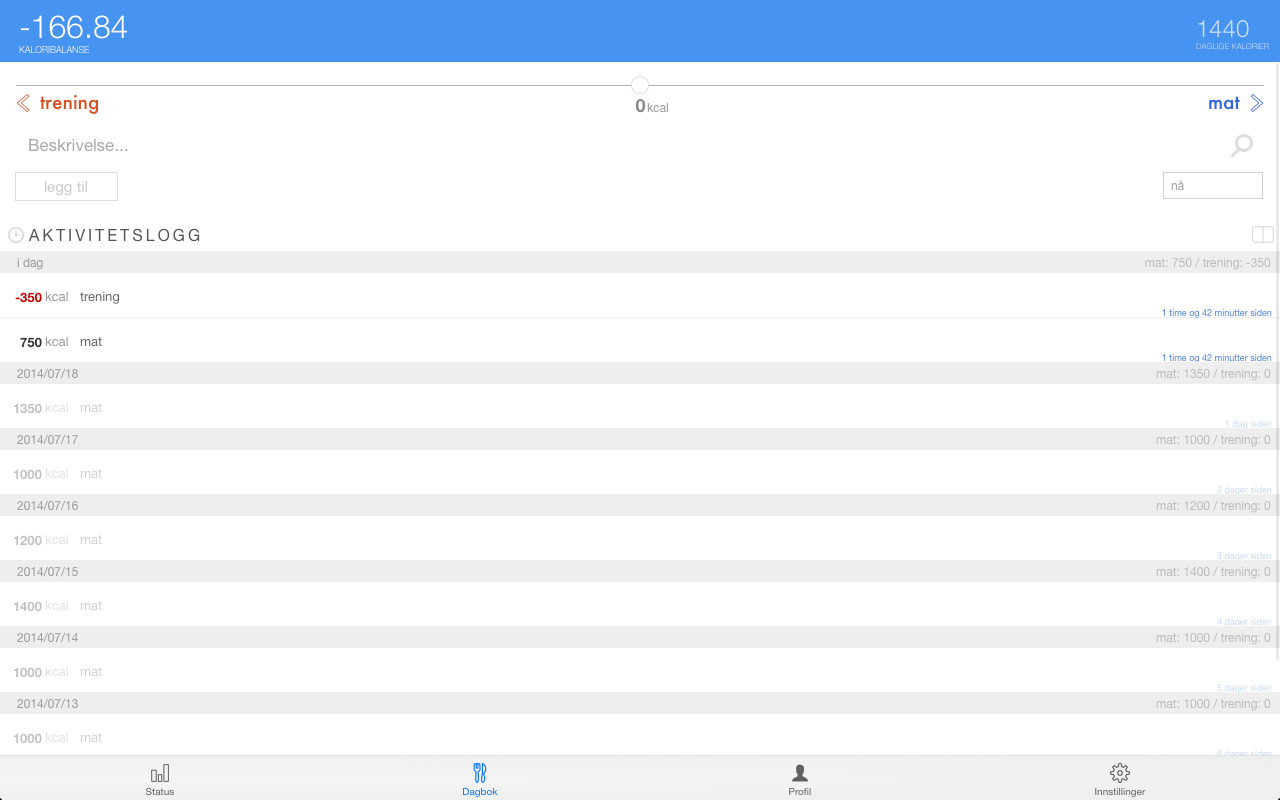 -166.84
KALORIBALANSE
1440
DAGLIGE KALORIER
trening
0 kcal
mat
Beskrivelse...
legg til
nå
AKTIVITETSLOGG
i dag mat: 750 / trening: -350
-350 kcal trening
1 time og 42 minutter siden
750 kcal mat
1 time og 42 minutter siden
2014/07/18 mat: 1350 / trening: 0
1350 kcal mat
1 dag siden
2014/07/17 mat: 1000 / trening: 0
1000 kcal mat
2 dager siden
2014/07/16 mat: 1200 / trening: 0
1200 kcal mat
3 dager siden
2014/07/15 mat: 1400 / trening: 0
1400 kcal mat
4 dager siden
2014/07/14 mat: 1000 / trening: 0
1000 kcal mat
5 dager siden
2014/07/13 mat: 1000 / trening: 0
1000 kcal mat
6 dager siden
Status Dagbok Profil Innstillinger